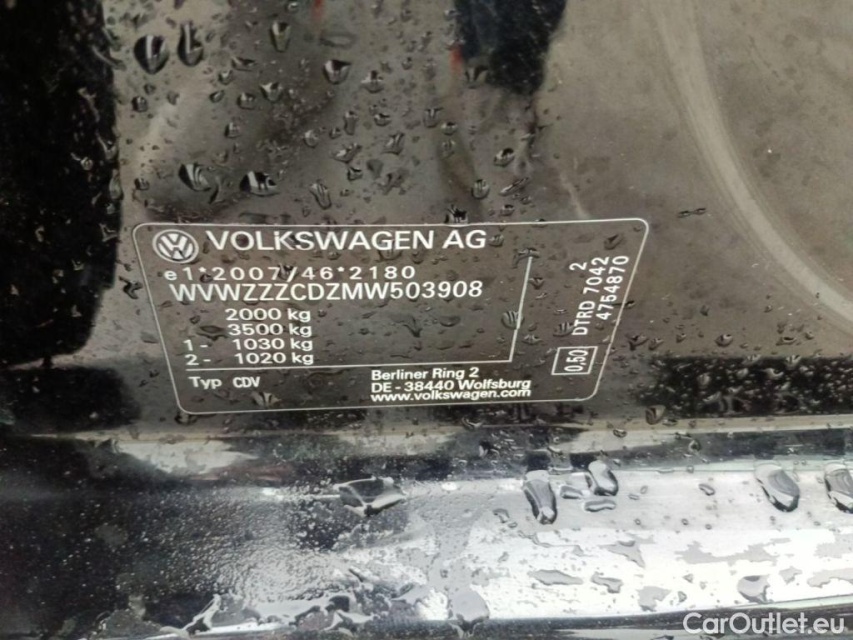 VOLKSWAGEN AG
e1*2007/46*2180
WVWZZZCDZMW503908
2000 kg
3500 kg
1- 1030 kg
2- 1020 kg
Typ CDV
Berliner Ring 2
DE - 38440 Wolfsburg
www.volkswagen.com
2
DTRD 7042
4764870
0,50
CarOutlet.eu